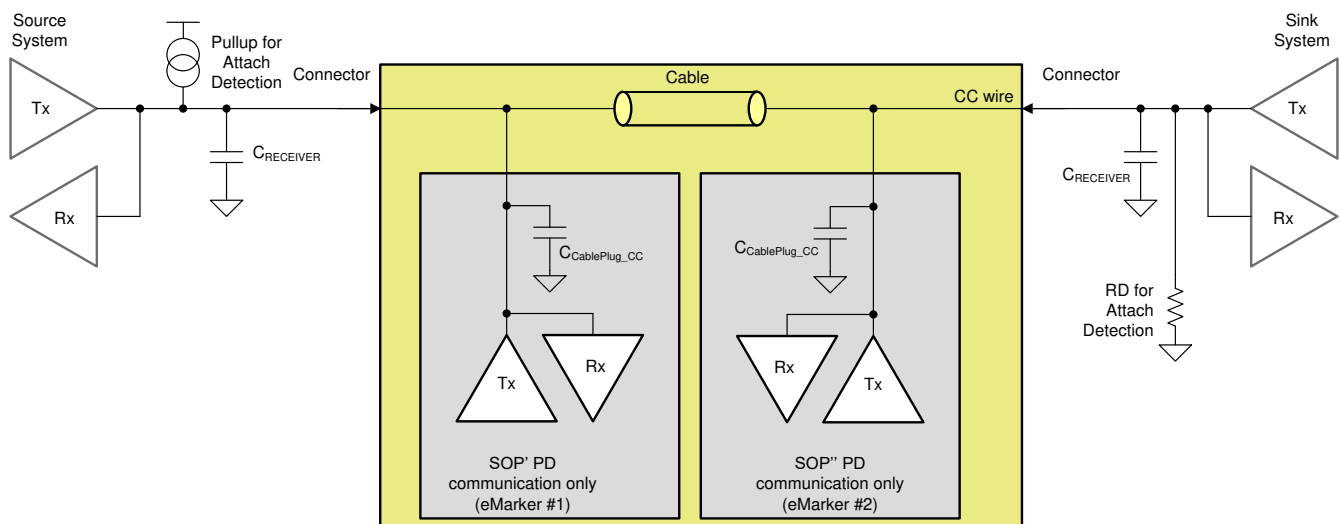 Source
System
Pullup for
Attach
Detection
Connector
Tx
Rx
CRECEIVER
Cable
CC wire
CCablePlug_CC
Tx
Rx
SOP' PD
communication only
(eMarker #1)
CCablePlug_CC
Rx
Tx
SOP'' PD
communication only
(eMarker #2)
Connector
Sink
System
Tx
CRECEIVER
Rx
RD for
Attach
Detection